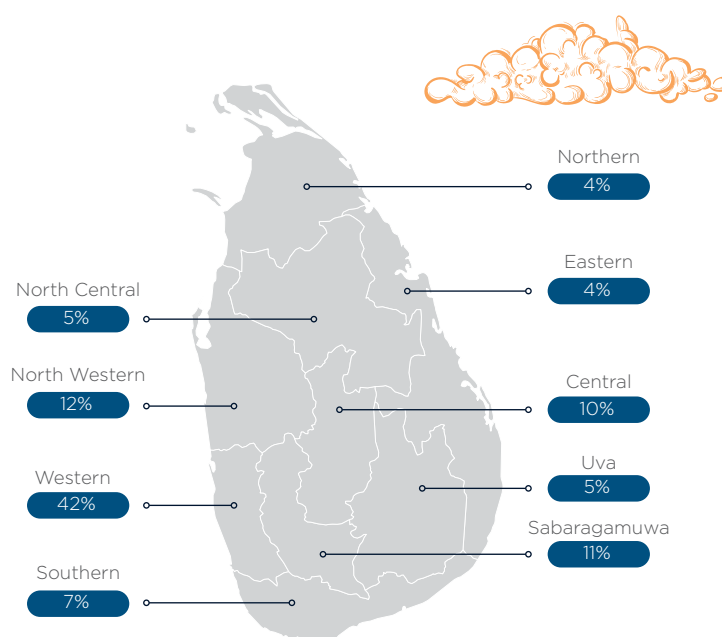 Northern
4%
Eastern
4%
North Central
5%
North Western
12%
Central
10%
Western
42%
Uva
5%
Sabaragamuwa
11%
Southern
7%